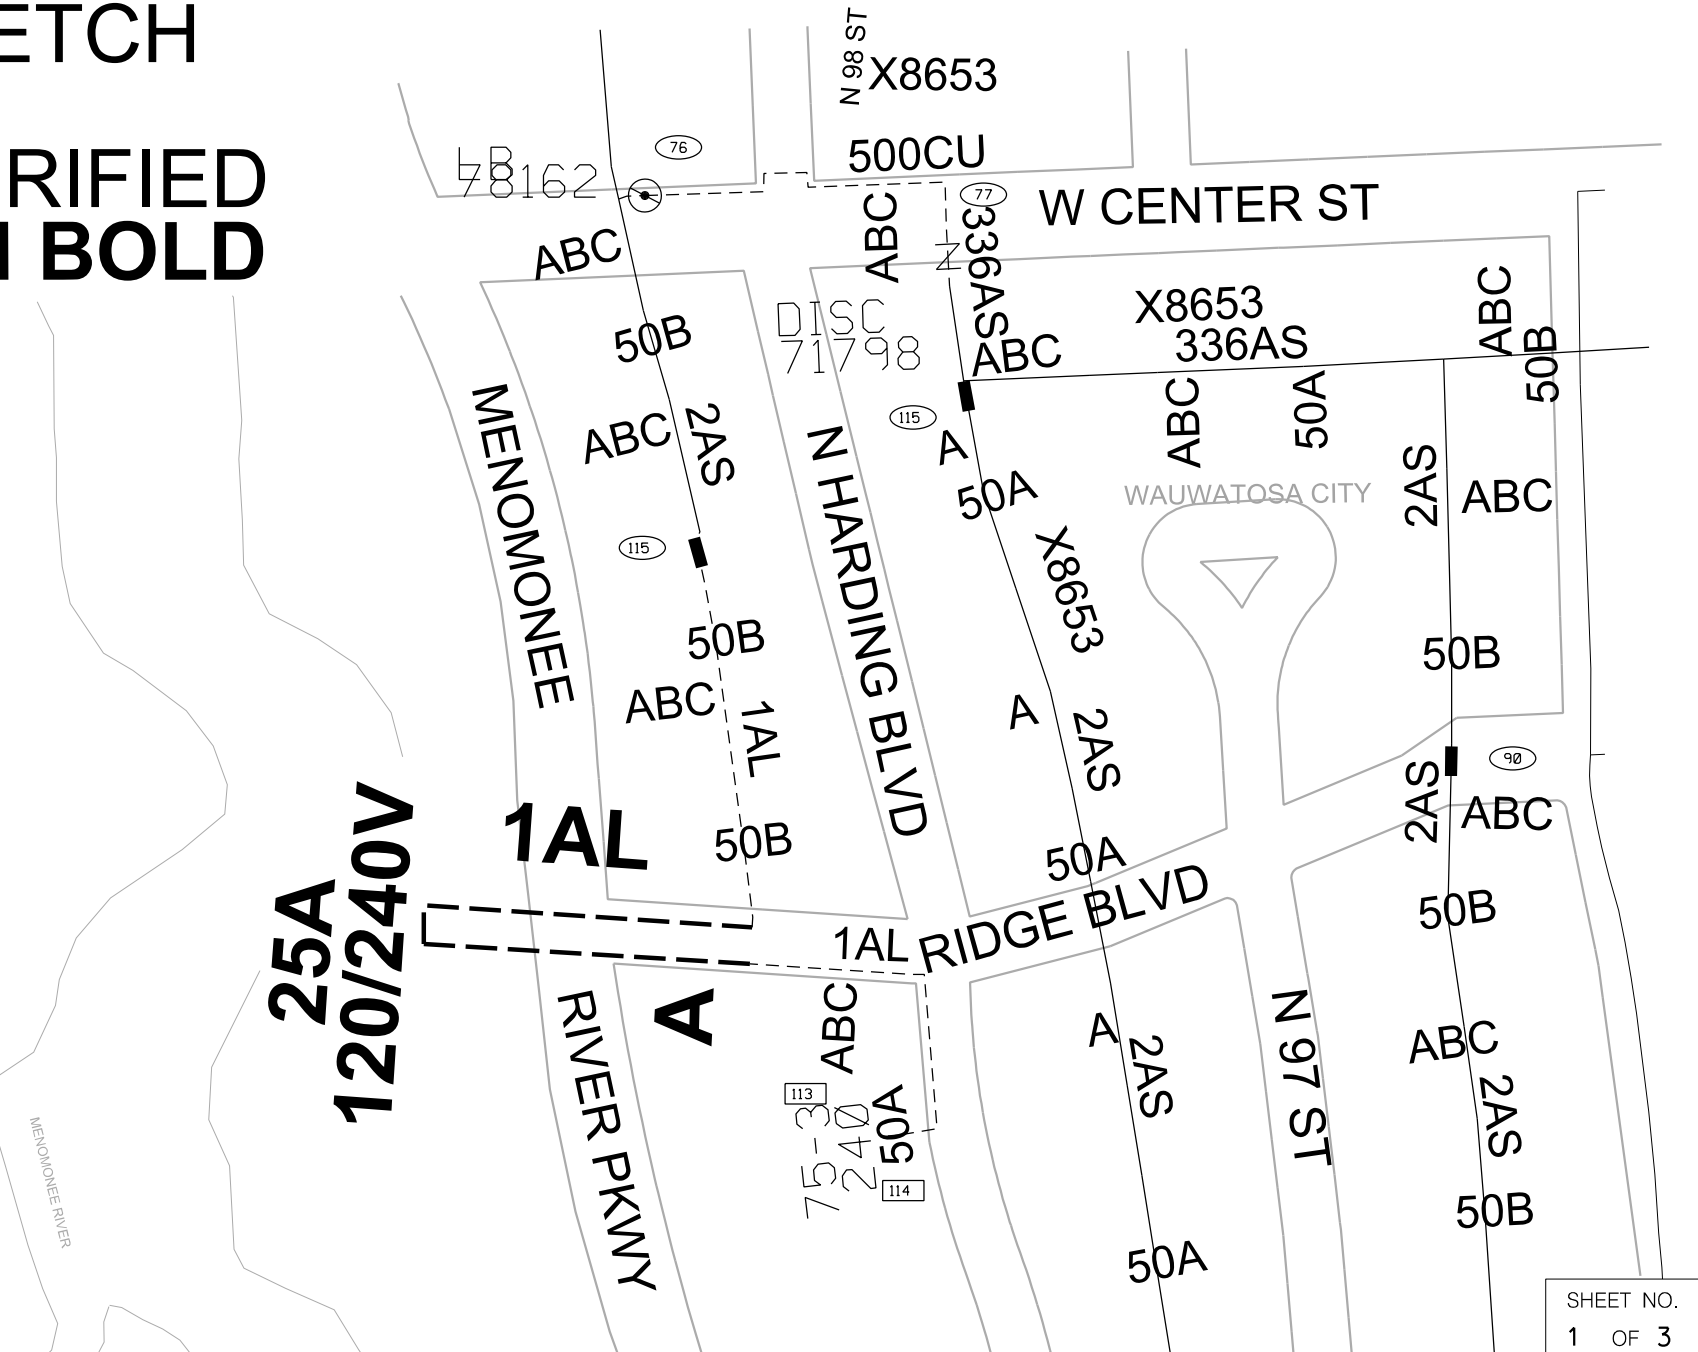 ETCH
RIFIED
BOLD
N 98 ST
X8653
500CU
76
LB
78162
77
W CENTER ST
ABC
ABC
336AS
N
50B
DISC
71798
X8653
336AS
ABC
ABC
50B
ABC
115
A
50A
ABC
50A
ABC
2AS
MENOMONEE
N HARDING BLVD
WAUWATOSA CITY
2AS
ABC
115
X8653
50B
ABC
1AL
50B
A
2AS
50B
90
2AS
ABC
1AL
50B
50A
25A
120/240V
1AL
RIDGE BLVD
50B
A
ABC
RIVER PKWY
A
2AS
N 97 ST
ABC
2AS
113
75-3
240
50A
114
MENOMONEE RIVER
50A
50B
SHEET NO.
1 OF 3